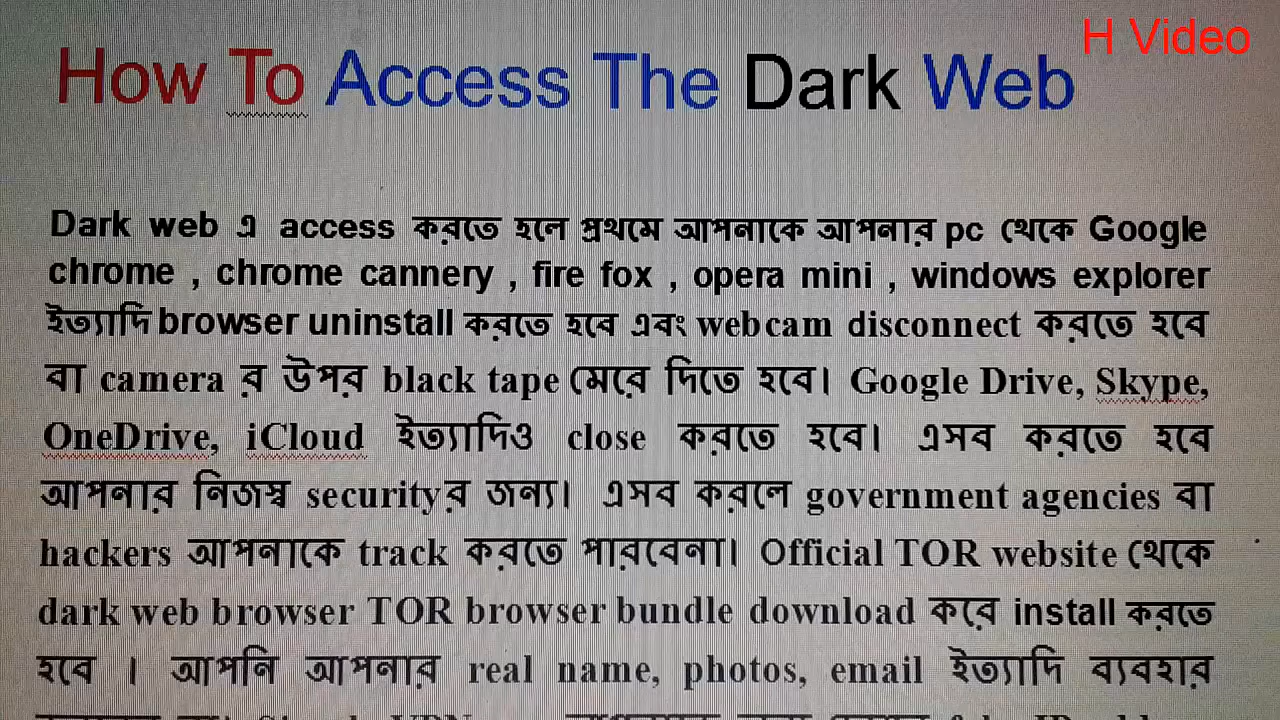 H Video
How To Access The Dark Web
Dark web এ access করতে হলে প্রথমে আপনাকে আপনার pc থেকে Google
chrome , chrome cannery , fire fox , opera mini , windows explorer
ইত্যাদি browser uninstall করতে হবে এবং webcam disconnect করতে হবে
বা camera র উপর black tape মেরে দিতে হবে। Google Drive, Skype,
OneDrive, iCloud ইত্যাদিও close করতে হবে। এসব করতে হবে
আপনার নিজস্ব securityর জন্য। এসব করলে government agencies বা
hackers আপনাকে track করতে পারবেনা। Official TOR website থেকে
dark web browser TOR browser bundle download করে install করতে
হবে । আপনি আপনার real name, photos, email ইত্যাদি ব্যবহার